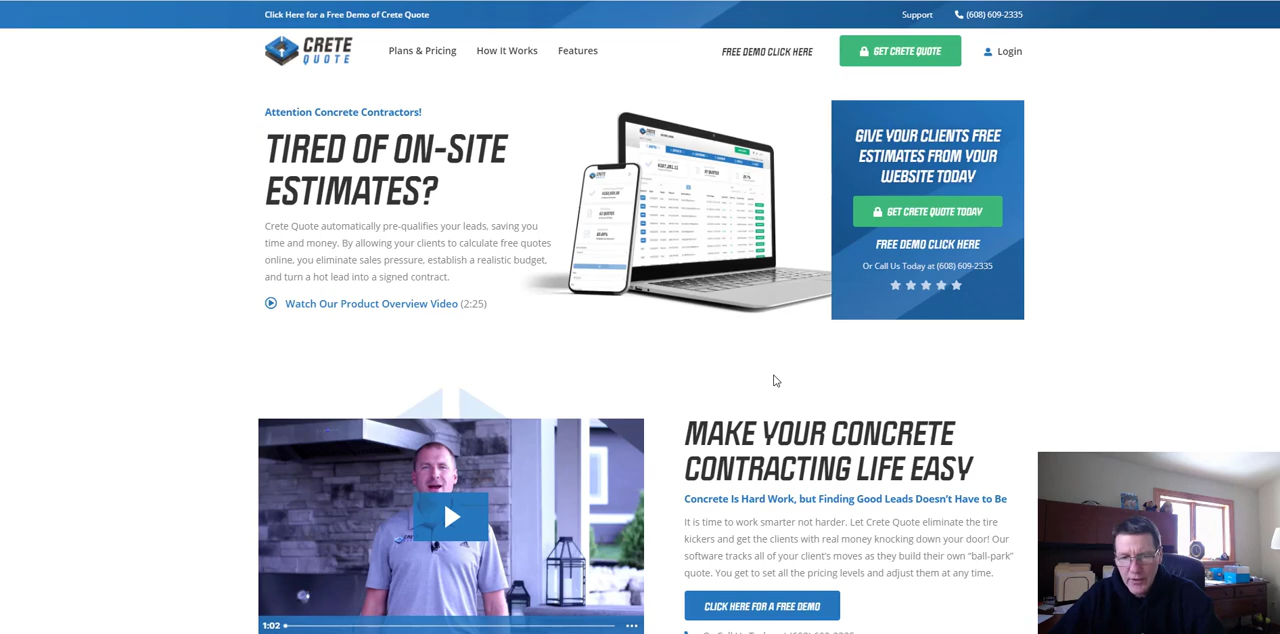 Click Here for a Free Demo of Crete Quote
Support
(608) 609-2335
CRETE
QUOTE
Plans & Pricing
How It Works
Features
FREE DEMO CLICK HERE
GET CRETE QUOTE
Login
Attention Concrete Contractors!
TIRED OF ON-SITE
ESTIMATES?
Crete Quote automatically pre-qualifies your leads, saving you
time and money. By allowing your clients to calculate free quotes
online, you eliminate sales pressure, establish a realistic budget,
and turn a hot lead into a signed contract.
Watch Our Product Overview Video (2:25)
GIVE YOUR CLIENTS FREE
ESTIMATES FROM YOUR
WEBSITE TODAY
GET CRETE QUOTE TODAY
FREE DEMO CLICK HERE
Or Call Us Today at (608) 609-2335
1:02
MAKE YOUR CONCRETE
CONTRACTING LIFE EASY
Concrete Is Hard Work, but Finding Good Leads Doesn't Have to Be
It is time to work smarter not harder. Let Crete Quote eliminate the tire
kickers and get the clients with real money knocking down your door! Our
software tracks all of your client's moves as they build their own "ball-park"
quote. You get to set all the pricing levels and adjust them at any time.
CLICK HERE FOR A FREE DEMO